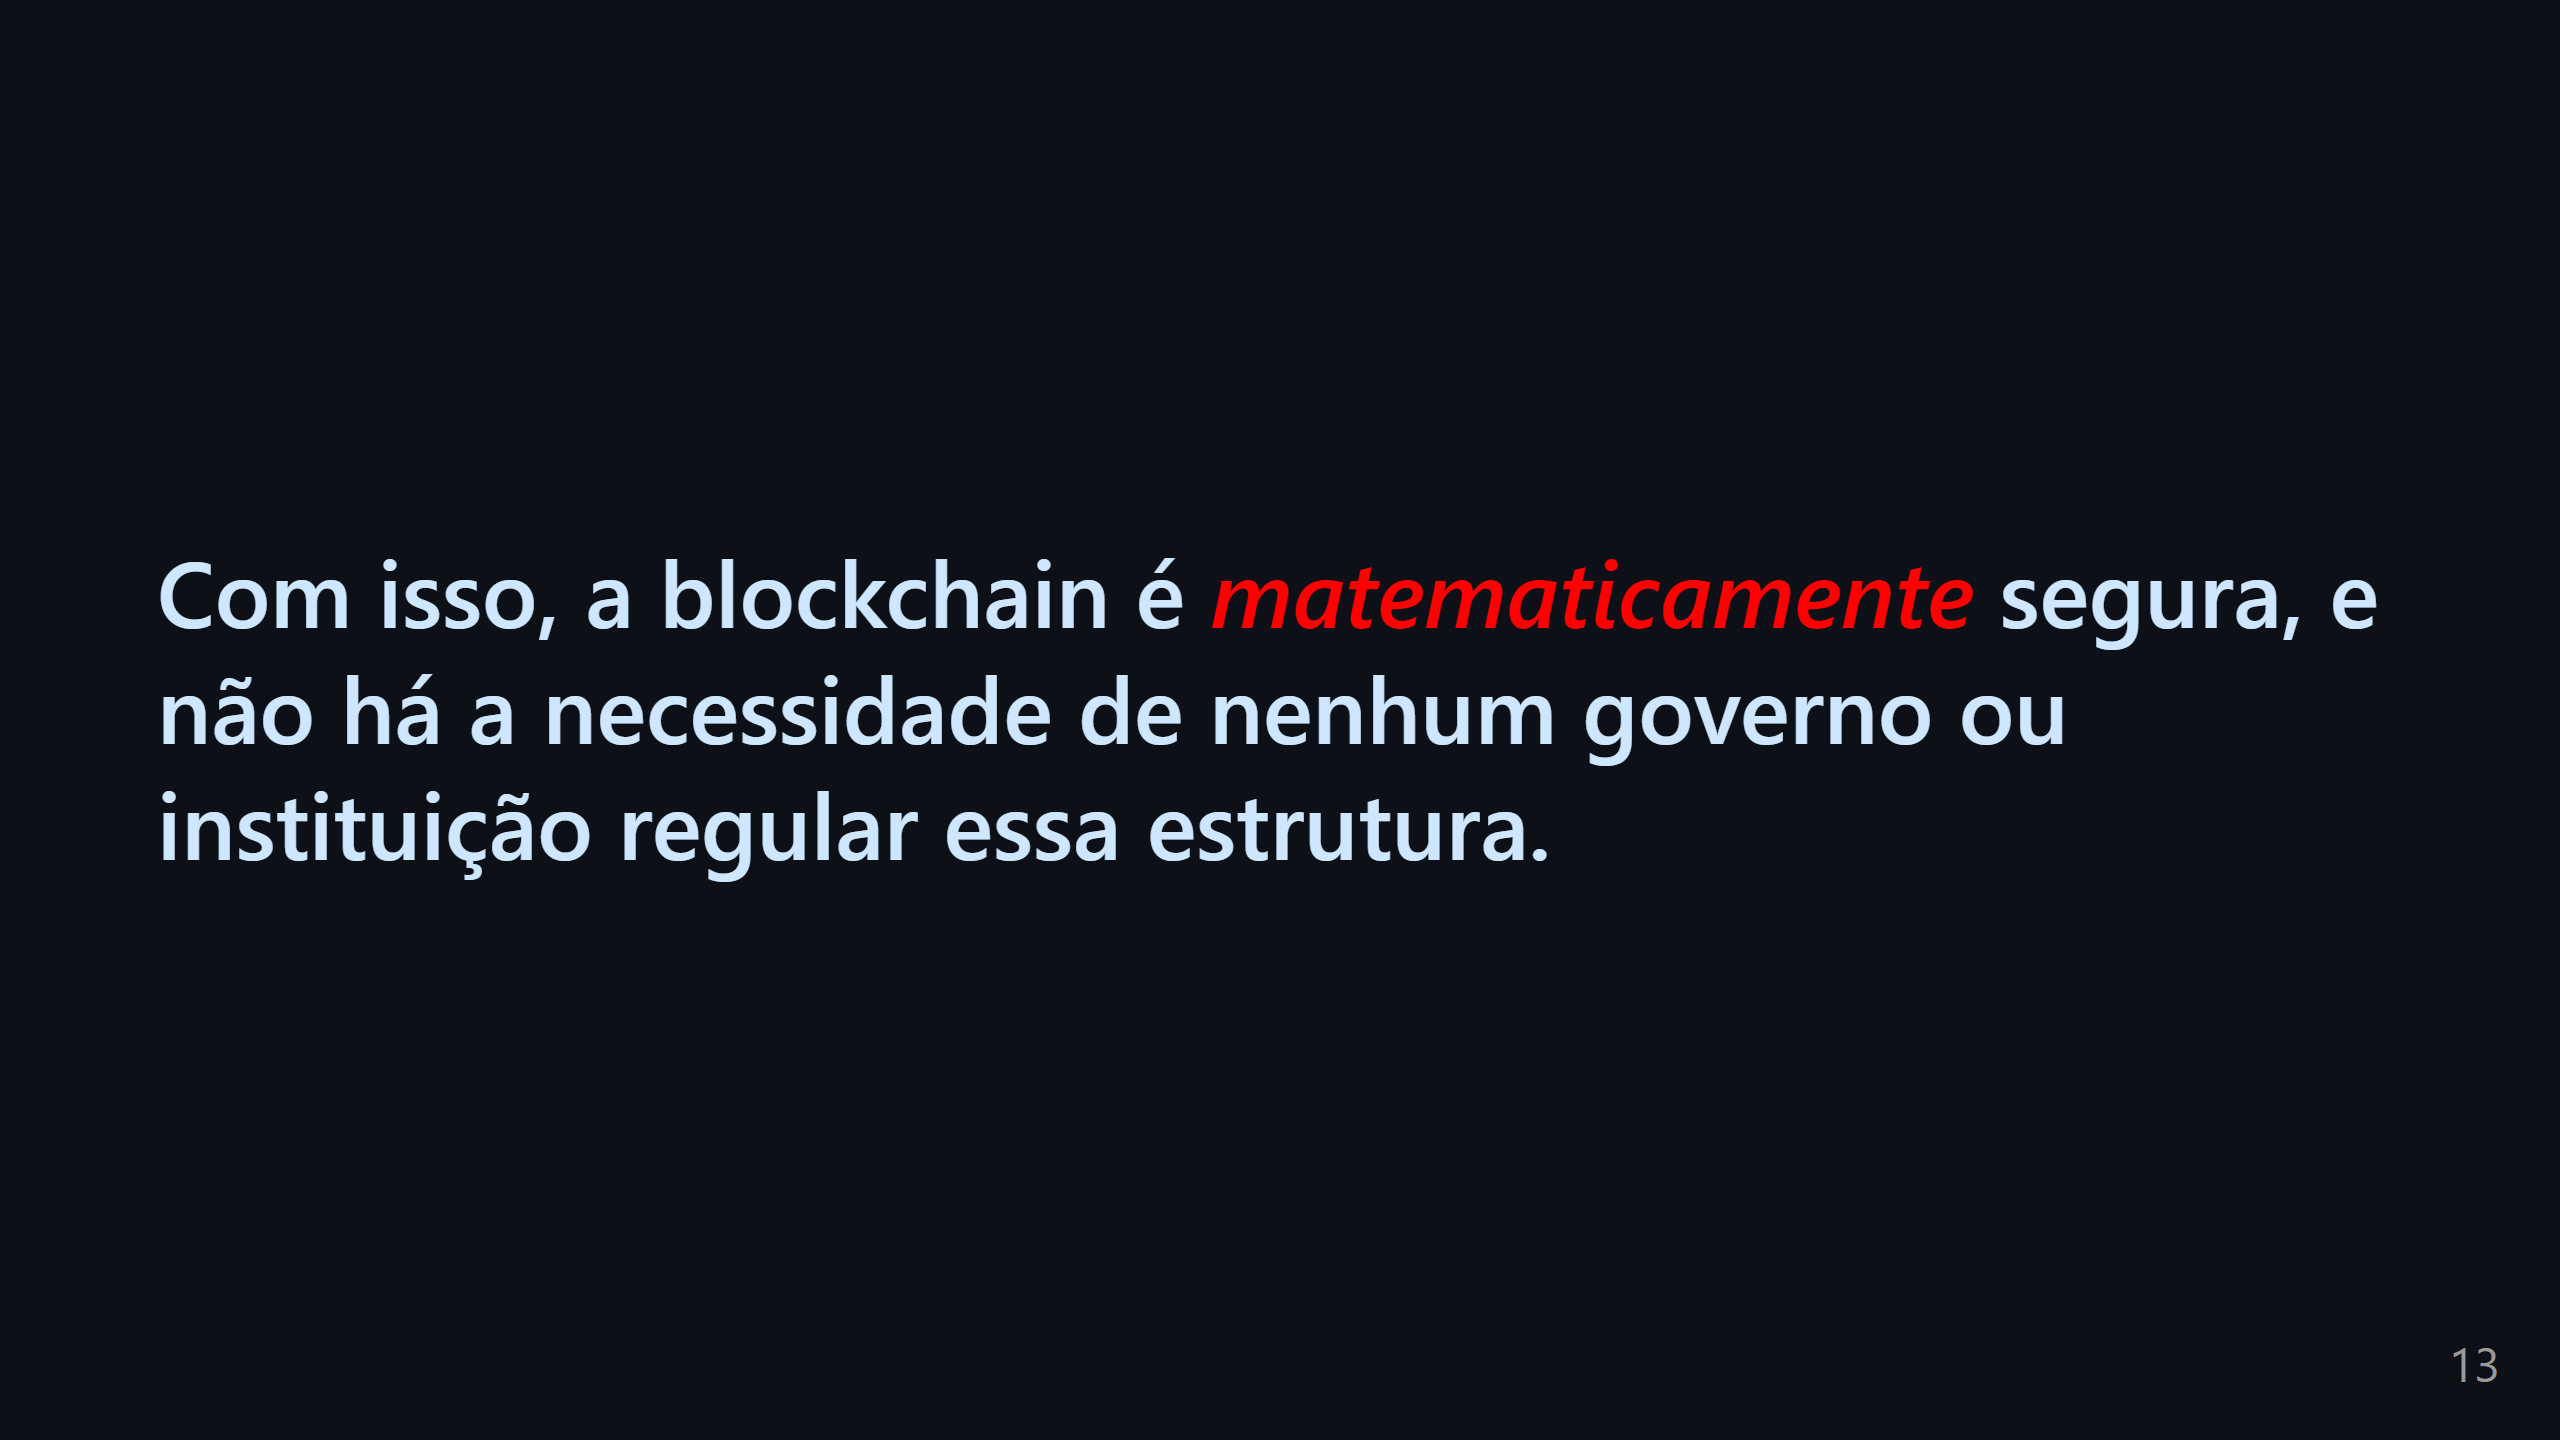 Com isso, a blockchain é matematicamente segura, e
não há a necessidade de nenhum governo ou
instituição regular essa estrutura.
13